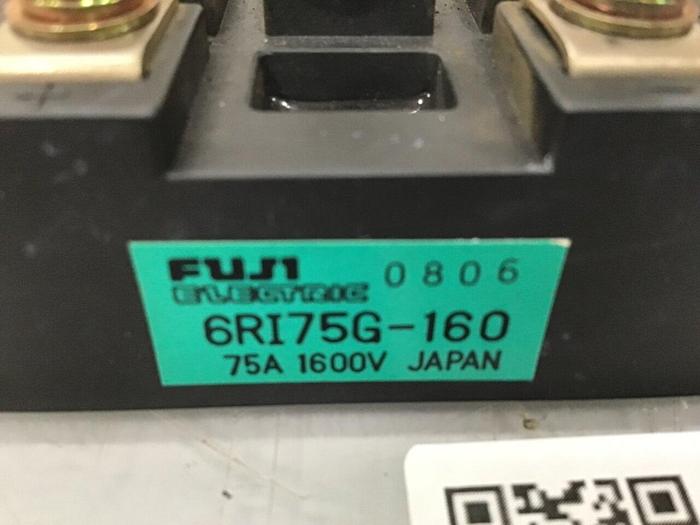 FUJI 0806
ELECTRIC
6RI75G-160
75A 1600V JAPAN